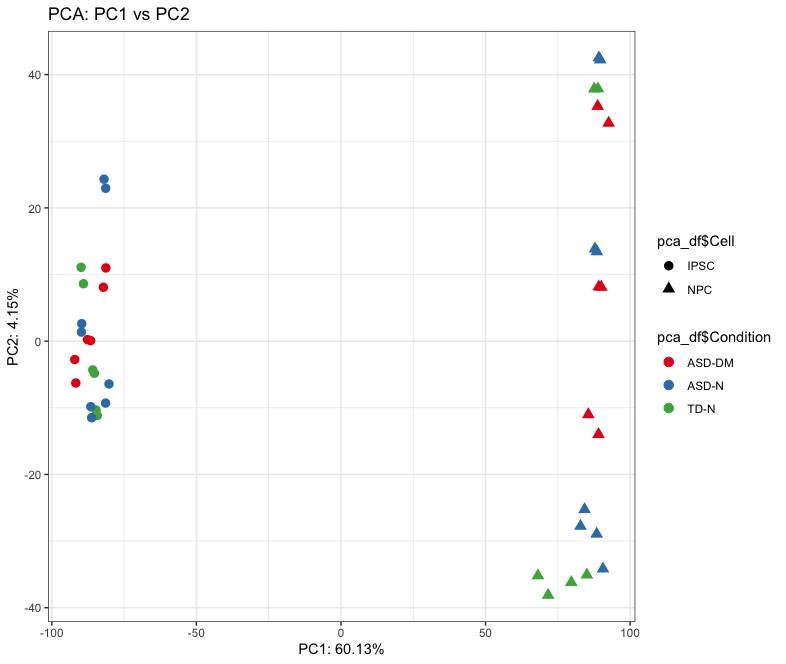 PCA: PC1 vs PC2
40
20
0
-20
-40
PC2: 4.15%
-100
-50
0
50
100
PC1: 60.13%
pca_df$Cell
IPSC
NPC
pca_df$Condition
ASD-DM
ASD-N
TD-N